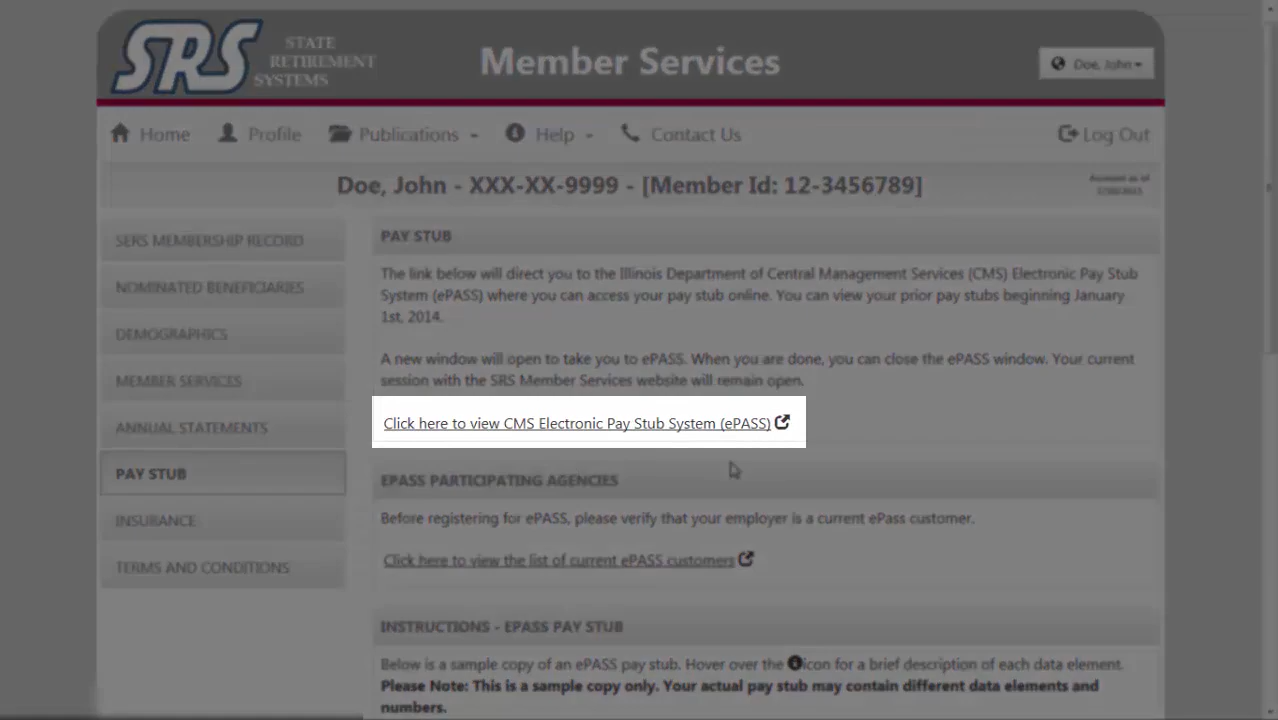 SRS
STATE
RETIREMENT
SYSTEMS
Member Services
Doe, John
Home
Profile
Publications
Help
Contact Us
Log Out
Doe, John - XXX-XX-9999 - [Member Id: 12-3456789]
Account as of
SERS MEMBERSHIP RECORD
NOMINATED BENEFICIARIES
DEMOGRAPHICS
MEMBER SERVICES
ANNUAL STATEMENTS
PAY STUB
INSURANCE
TERMS AND CONDITIONS
PAY STUB
The link below will direct you to the Illinois Department of Central Management Services (CMS) Electronic Pay Stub
System (ePASS) where you can access your pay stub online. You can view your prior pay stubs beginning January
1st, 2014.
A new window will open to take you to ePASS. When you are done, you can close the ePASS window. Your current
session with the SRS Member Services website will remain open.
Click here to view CMS Electronic Pay Stub System (ePASS)
EPASS PARTICIPATING AGENCIES
Before registering for ePASS, please verify that your employer is a current ePass customer.
Click here to view the list of current ePASS customers
INSTRUCTIONS - EPASS PAY STUB
Below is a sample copy of an ePASS pay stub. Hover over the icon for a brief description of each data element.
Please Note: This is a sample copy only. Your actual pay stub may contain different data elements and
numbers.